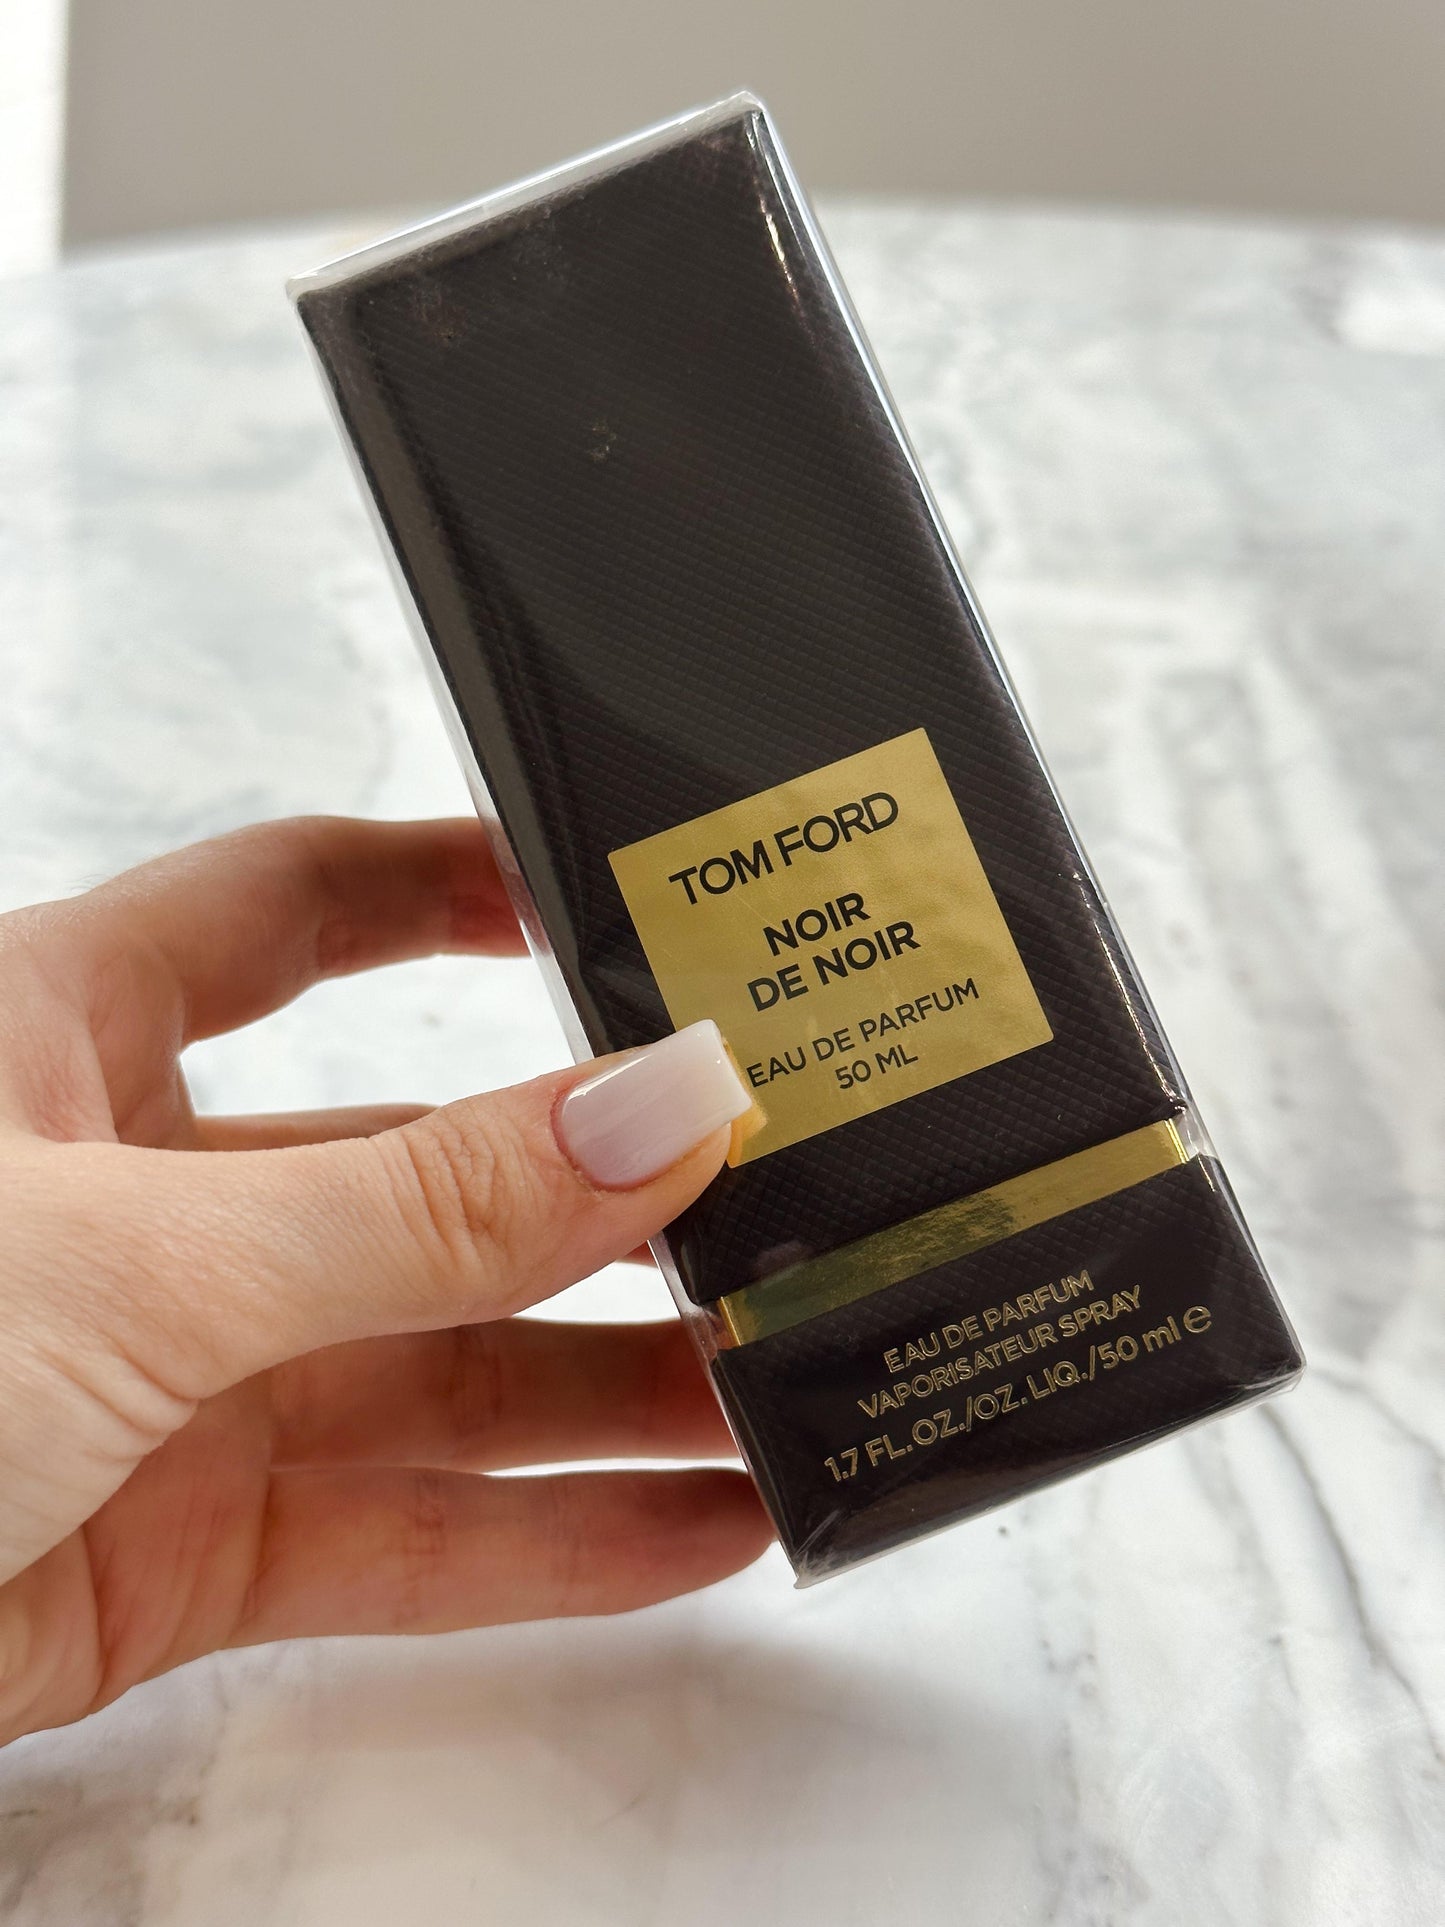 TOM FORD
NOIR
DE NOIR
EAU DE PARFUM
50 ML
EAU DE PARFUM
VAPORISATEUR SPRAY
1.7 FL. OZ./OZ. LIQ./50 ml ℮